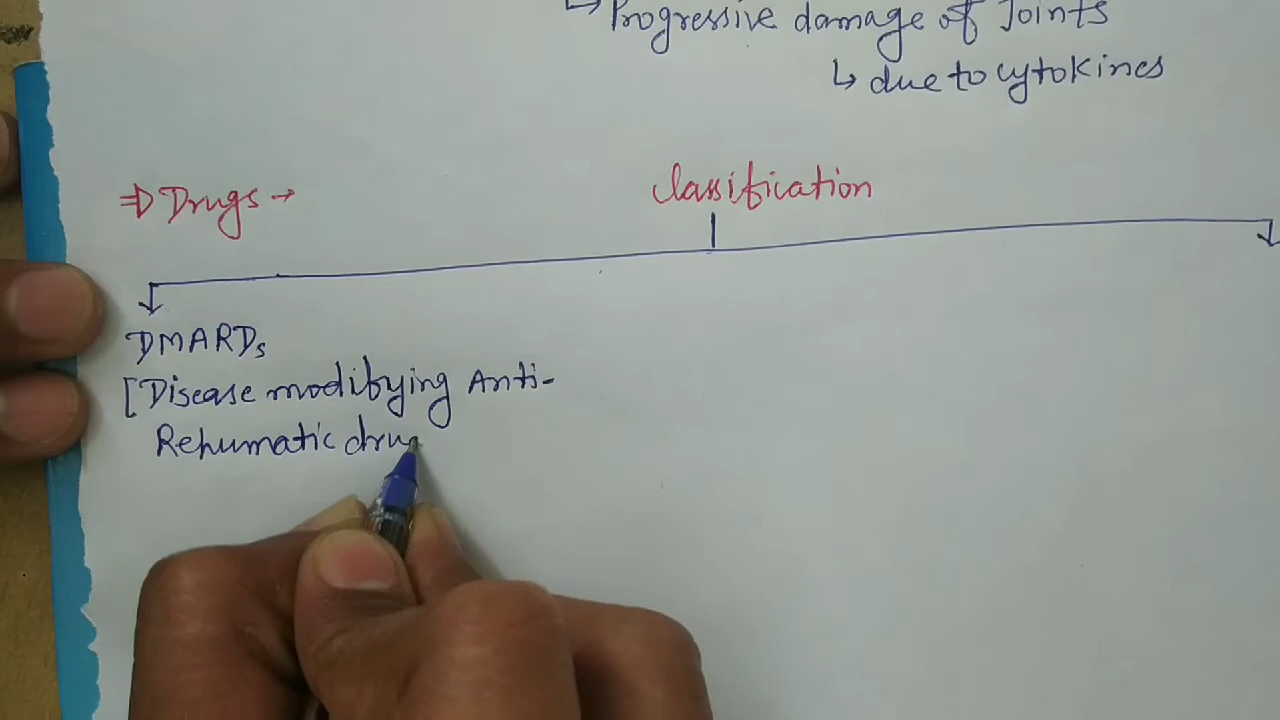 ↳ Progressive damage of Joints
↳ due to cytokines
⇒ Drugs →
Classification
DMARDs
[Disease modifying Anti-
Rehumatic dru